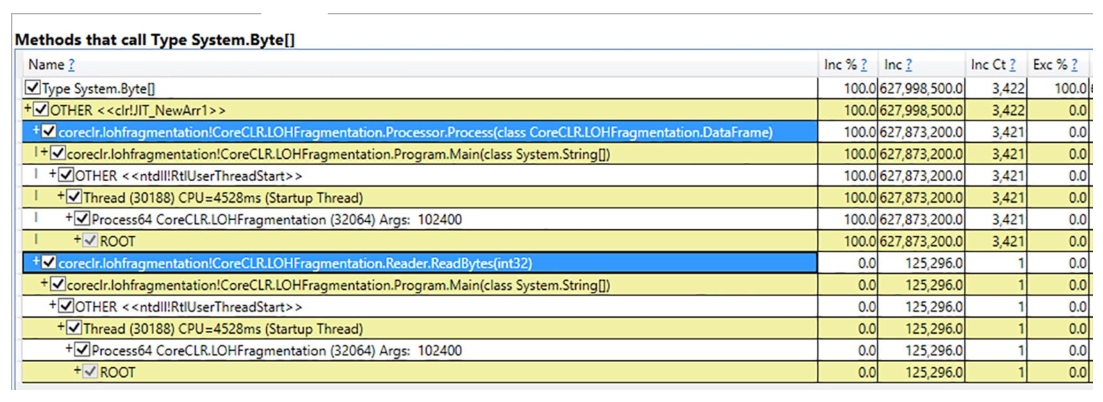 Methods that call Type System.Byte[]
Name ? Inc % ? Inc ? Inc Ct ? Exc % ?
Type System.Byte[] 100.0 627,998,500.0 3,422 100.0
+ OTHER <<clr!JIT_NewArr1>> 100.0 627,998,500.0 3,422 0.0
+ coreclr.lohfragmentation!CoreCLR.LOHFragmentation.Processor.Process(class CoreCLR.LOHFragmentation.DataFrame) 100.0 627,873,200.0 3,421 0.0
| + coreclr.lohfragmentation!CoreCLR.LOHFragmentation.Program.Main(class System.String[]) 100.0 627,873,200.0 3,421 0.0
| + OTHER <<ntdll!RtlUserThreadStart>> 100.0 627,873,200.0 3,421 0.0
| + Thread (30188) CPU=4528ms (Startup Thread) 100.0 627,873,200.0 3,421 0.0
| + Process64 CoreCLR.LOHFragmentation (32064) Args: 102400 100.0 627,873,200.0 3,421 0.0
| + ROOT 100.0 627,873,200.0 3,421 0.0
+ coreclr.lohfragmentation!CoreCLR.LOHFragmentation.Reader.ReadBytes(int32) 0.0 125,296.0 1 0.0
+ coreclr.lohfragmentation!CoreCLR.LOHFragmentation.Program.Main(class System.String[]) 0.0 125,296.0 1 0.0
+ OTHER <<ntdll!RtlUserThreadStart>> 0.0 125,296.0 1 0.0
+ Thread (30188) CPU=4528ms (Startup Thread) 0.0 125,296.0 1 0.0
+ Process64 CoreCLR.LOHFragmentation (32064) Args: 102400 0.0 125,296.0 1 0.0
+ ROOT 0.0 125,296.0 1 0.0